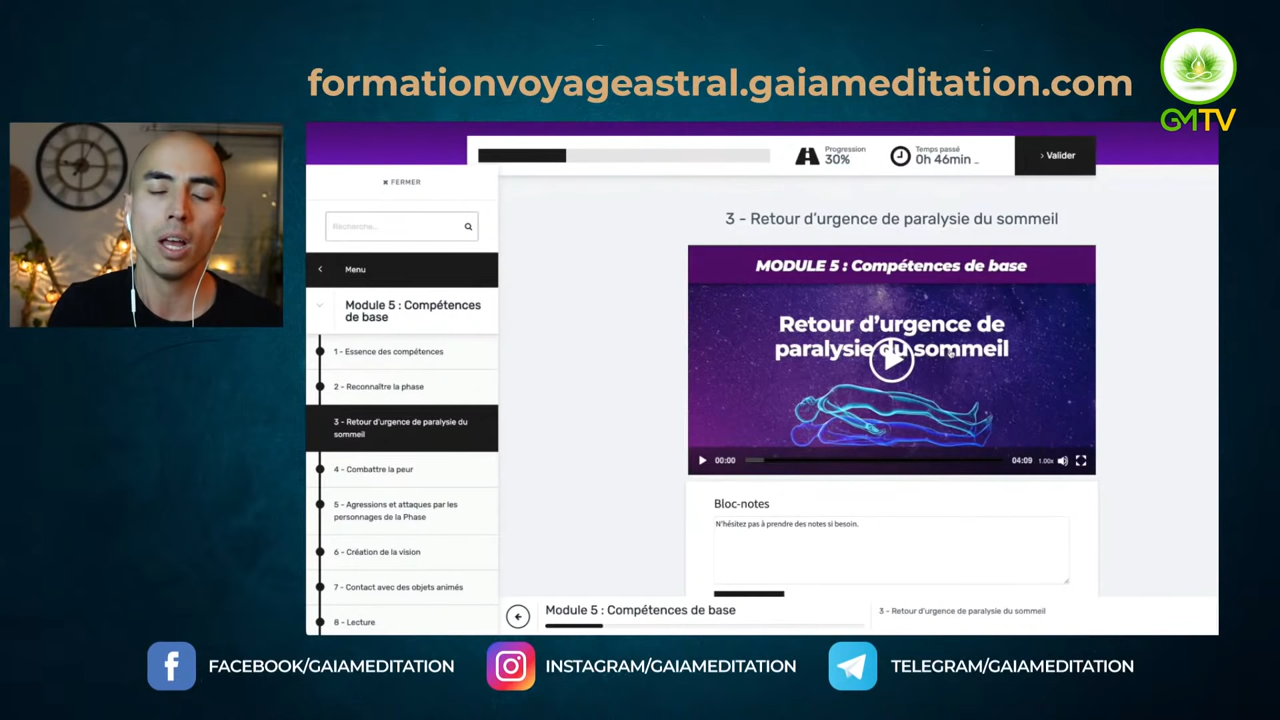 formationvoyageastral.gaiameditation.com
GMTV
Progression
30%
Temps passé
0h 46min ..
› Valider
✖ FERMER
Recherche...
Menu
Module 5 : Compétences
de base
1 - Essence des compétences
2 - Reconnaître la phase
3 - Retour d'urgence de paralysie du
sommeil
4 - Combattre la peur
5 - Agressions et attaques par les
personnages de la Phase
6 - Création de la vision
7 - Contact avec des objets animés
8 - Lecture
3 - Retour d'urgence de paralysie du sommeil
MODULE 5 : Compétences de base
Retour d'urgence de
paralysie du sommeil
00:00
04:09
1.00x
Bloc-notes
N'hésitez pas à prendre des notes si besoin.
Module 5 : Compétences de base
3 - Retour d'urgence de paralysie du sommeil
FACEBOOK/GAIAMEDITATION
INSTAGRAM/GAIAMEDITATION
TELEGRAM/GAIAMEDITATION